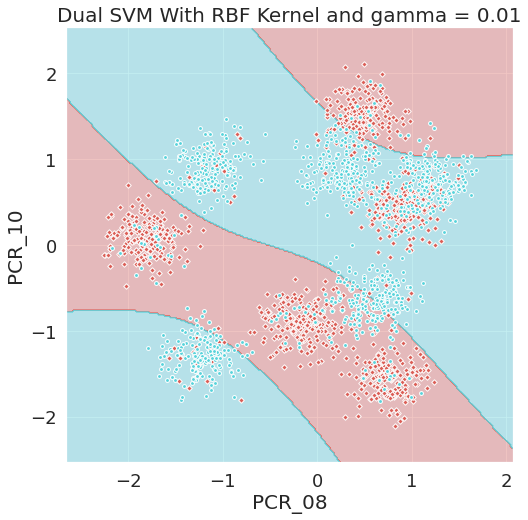 Dual SVM With RBF Kernel and gamma = 0.01
2
1
0
−1
−2
PCR_10
−2 −1 0 1 2
PCR_08